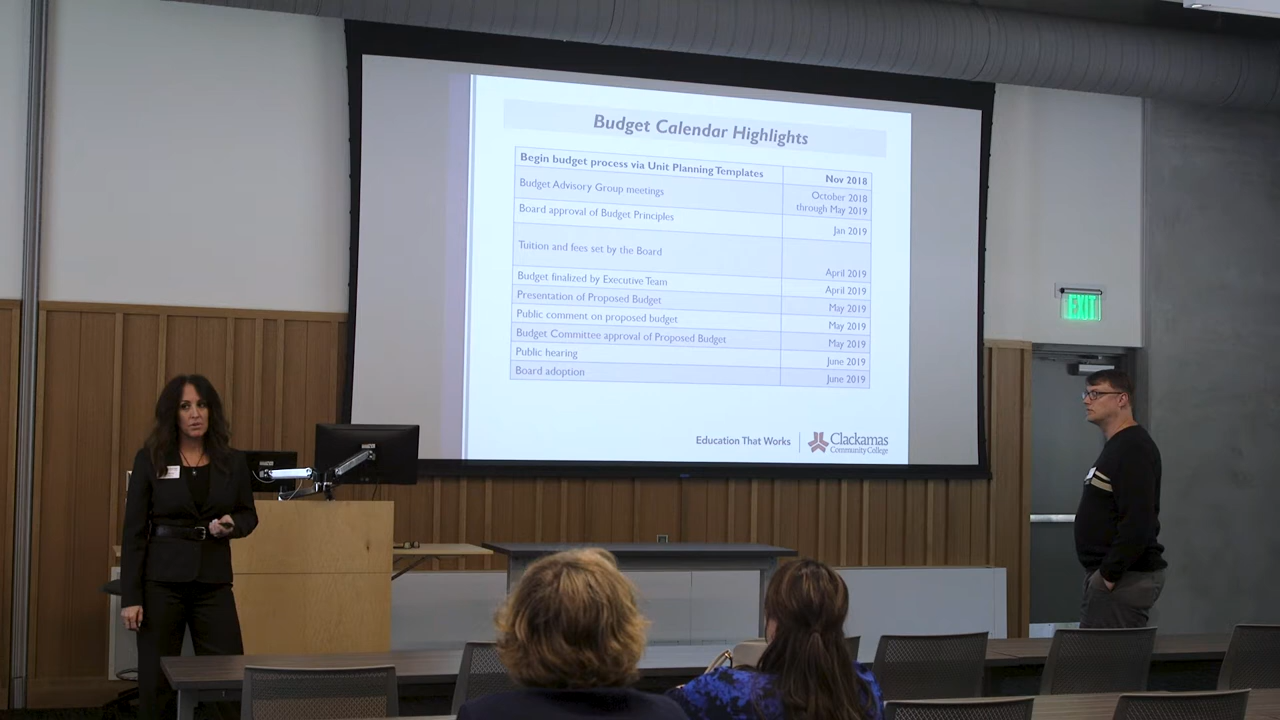 Budget Calendar Highlights
Begin budget process via Unit Planning Templates Nov 2018
Budget Advisory Group meetings October 2018
through May 2019
Board approval of Budget Principles Jan 2019
Tuition and fees set by the Board April 2019
Budget finalized by Executive Team April 2019
Presentation of Proposed Budget May 2019
Public comment on proposed budget May 2019
Budget Committee approval of Proposed Budget May 2019
Public hearing June 2019
Board adoption June 2019
Education That Works
Clackamas
Community College
EXIT